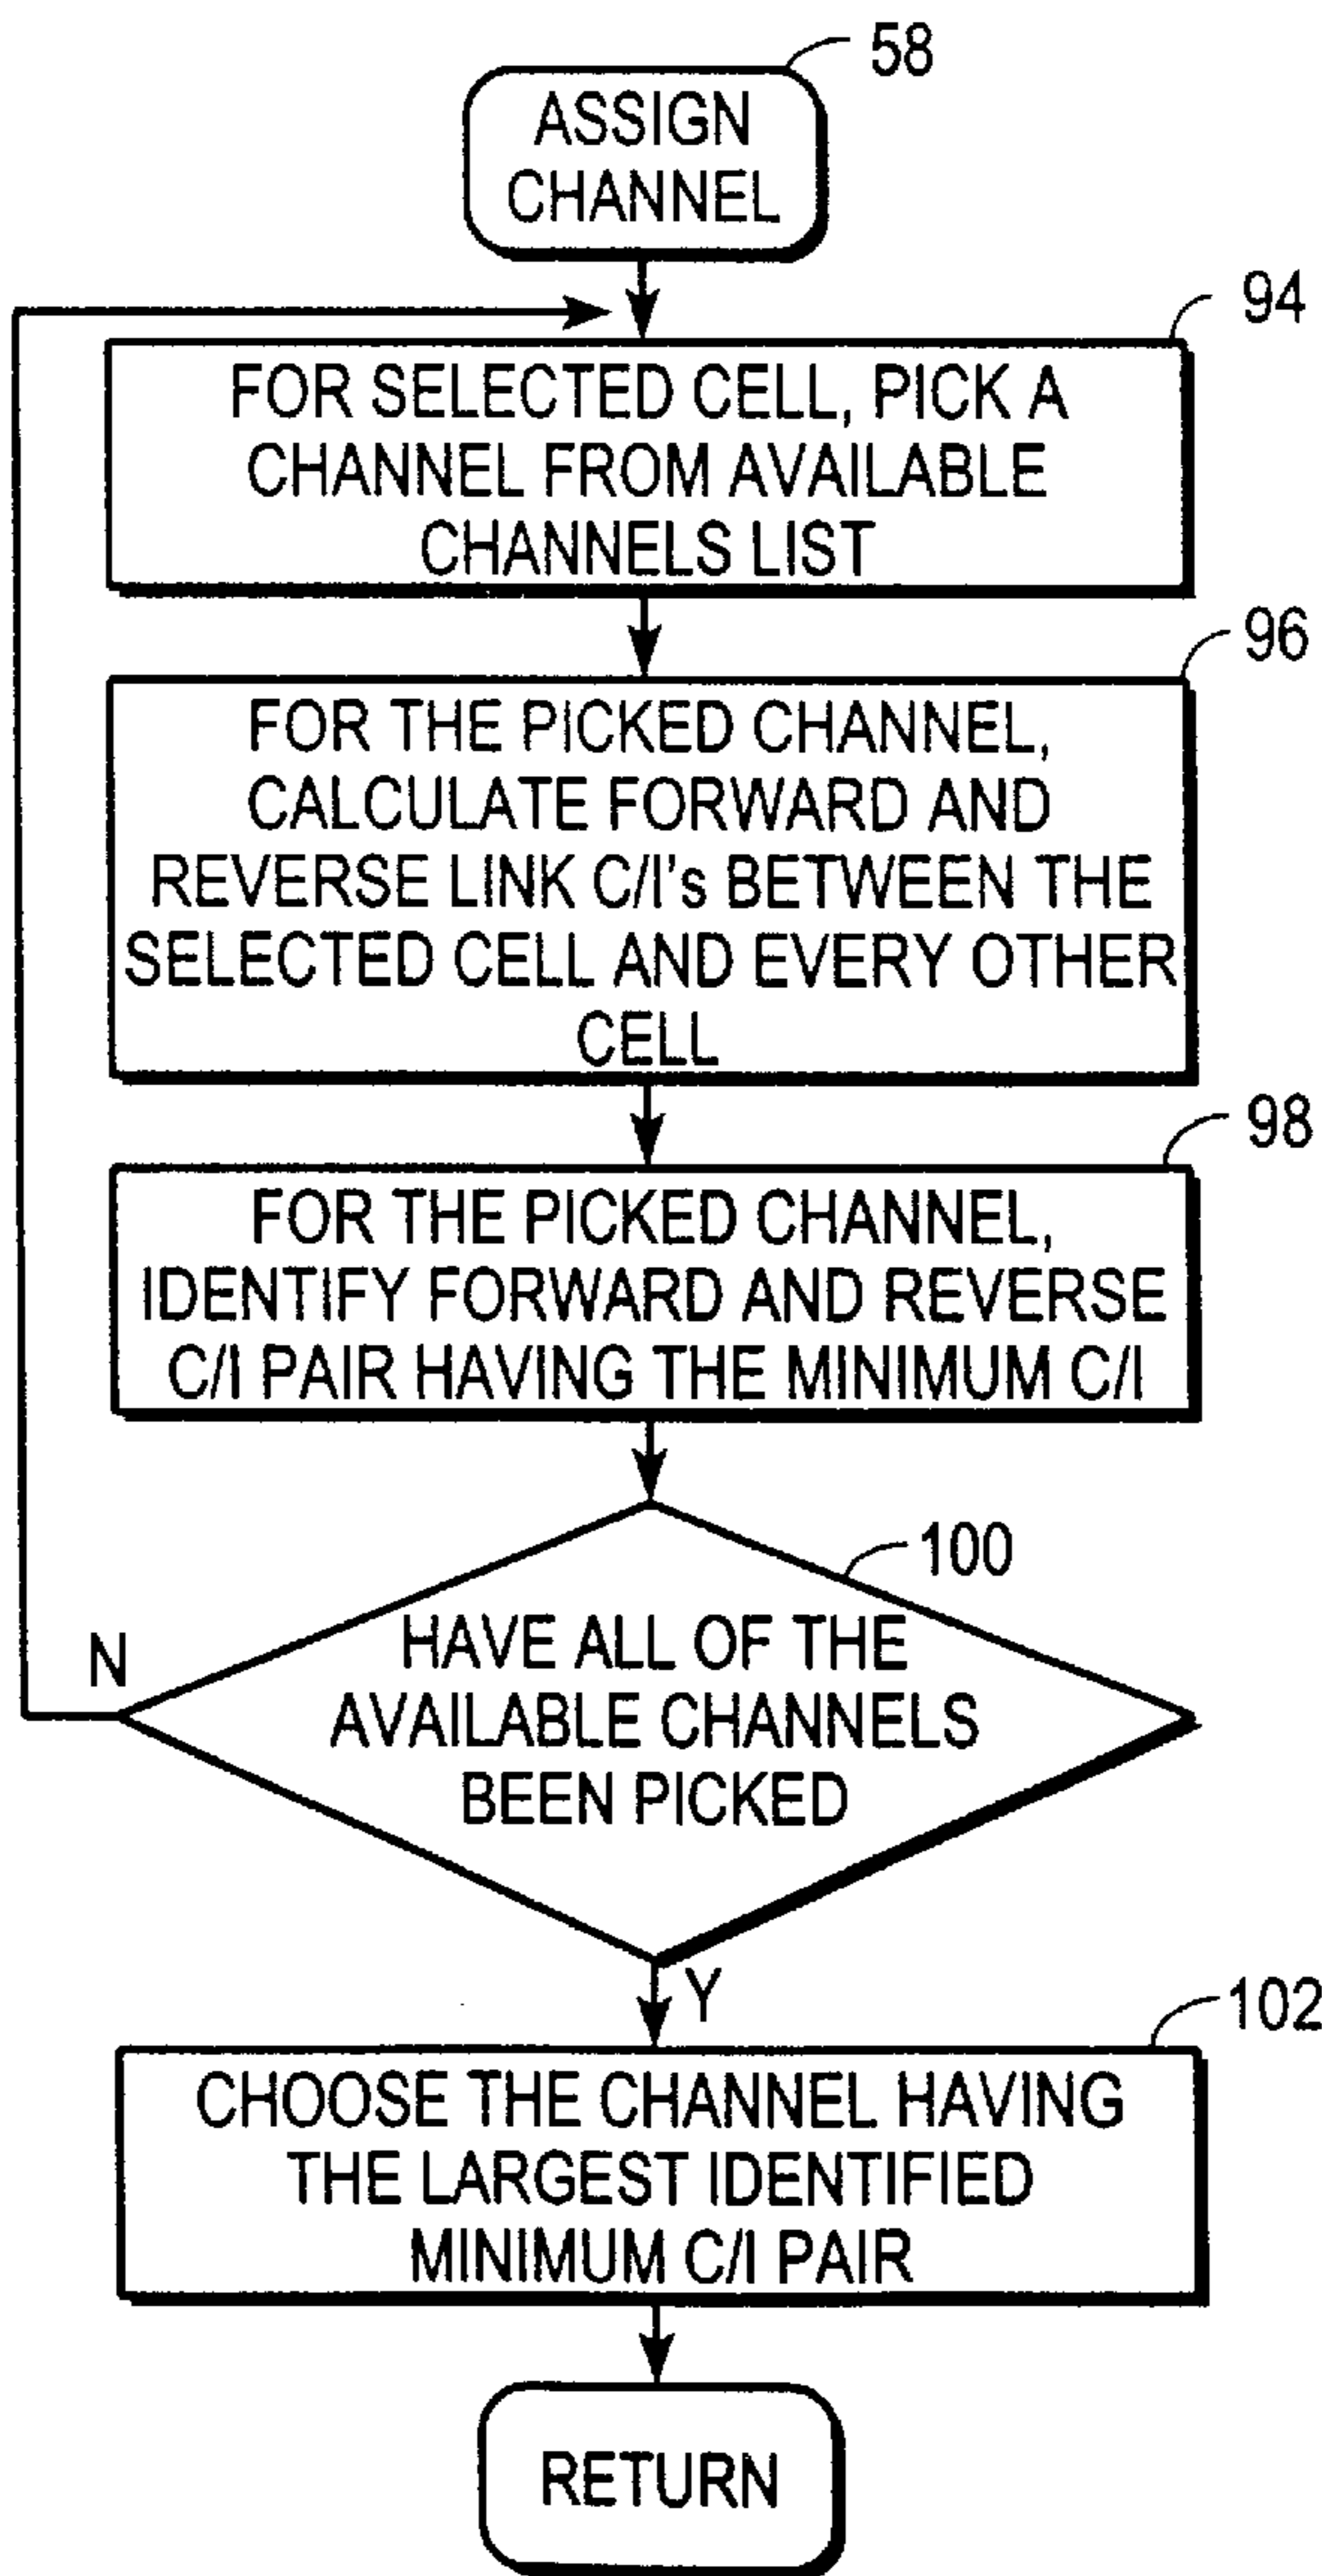 58
ASSIGN
CHANNEL
94
FOR SELECTED CELL, PICK A
CHANNEL FROM AVAILABLE
CHANNELS LIST
96
FOR THE PICKED CHANNEL,
CALCULATE FORWARD AND
REVERSE LINK C/I's BETWEEN THE
SELECTED CELL AND EVERY OTHER
CELL
98
FOR THE PICKED CHANNEL,
IDENTIFY FORWARD AND REVERSE
C/I PAIR HAVING THE MINIMUM C/I
100
N
HAVE ALL OF THE
AVAILABLE CHANNELS
BEEN PICKED
Y
102
CHOOSE THE CHANNEL HAVING
THE LARGEST IDENTIFIED
MINIMUM C/I PAIR
RETURN